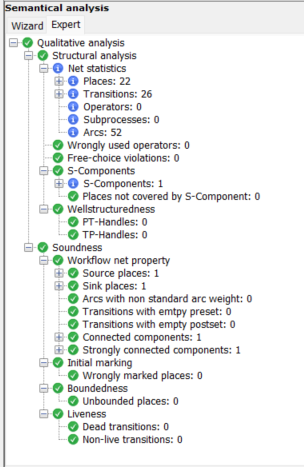 Semantical analysis
Wizard Expert
Qualitative analysis
Structural analysis
Net statistics
Places: 22
Transitions: 26
Operators: 0
Subprocesses: 0
Arcs: 52
Wrongly used operators: 0
Free-choice violations: 0
S-Components
S-Components: 1
Places not covered by S-Component: 0
Wellstructuredness
PT-Handles: 0
TP-Handles: 0
Soundness
Workflow net property
Source places: 1
Sink places: 1
Arcs with non standard arc weight: 0
Transitions with emtpy preset: 0
Transitions with empty postset: 0
Connected components: 1
Strongly connected components: 1
Initial marking
Wrongly marked places: 0
Boundedness
Unbounded places: 0
Liveness
Dead transitions: 0
Non-live transitions: 0